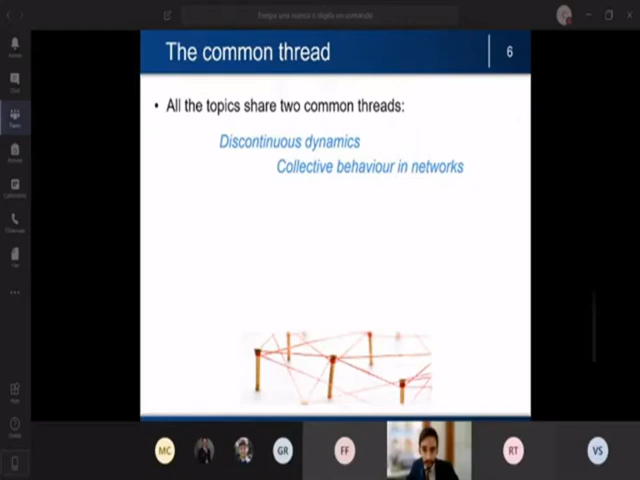 The common thread
6
• All the topics share two common threads:
Discontinuous dynamics
Collective behaviour in networks
MC
GR
FF
RT
VS